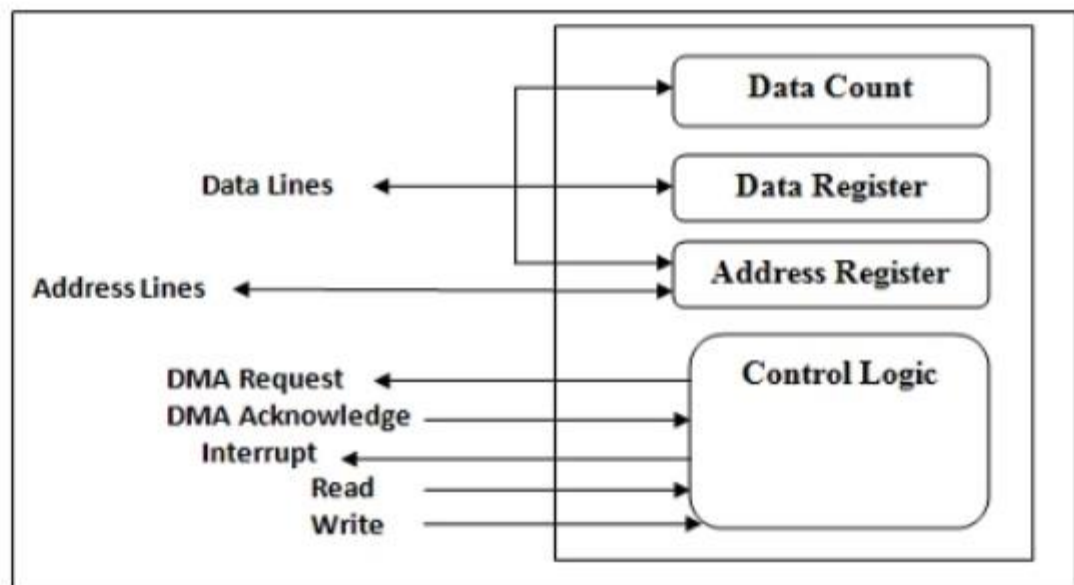 Data Count
Data Lines
Data Register
Address Lines
Address Register
DMA Request
Control Logic
DMA Acknowledge
Interrupt
Read
Write